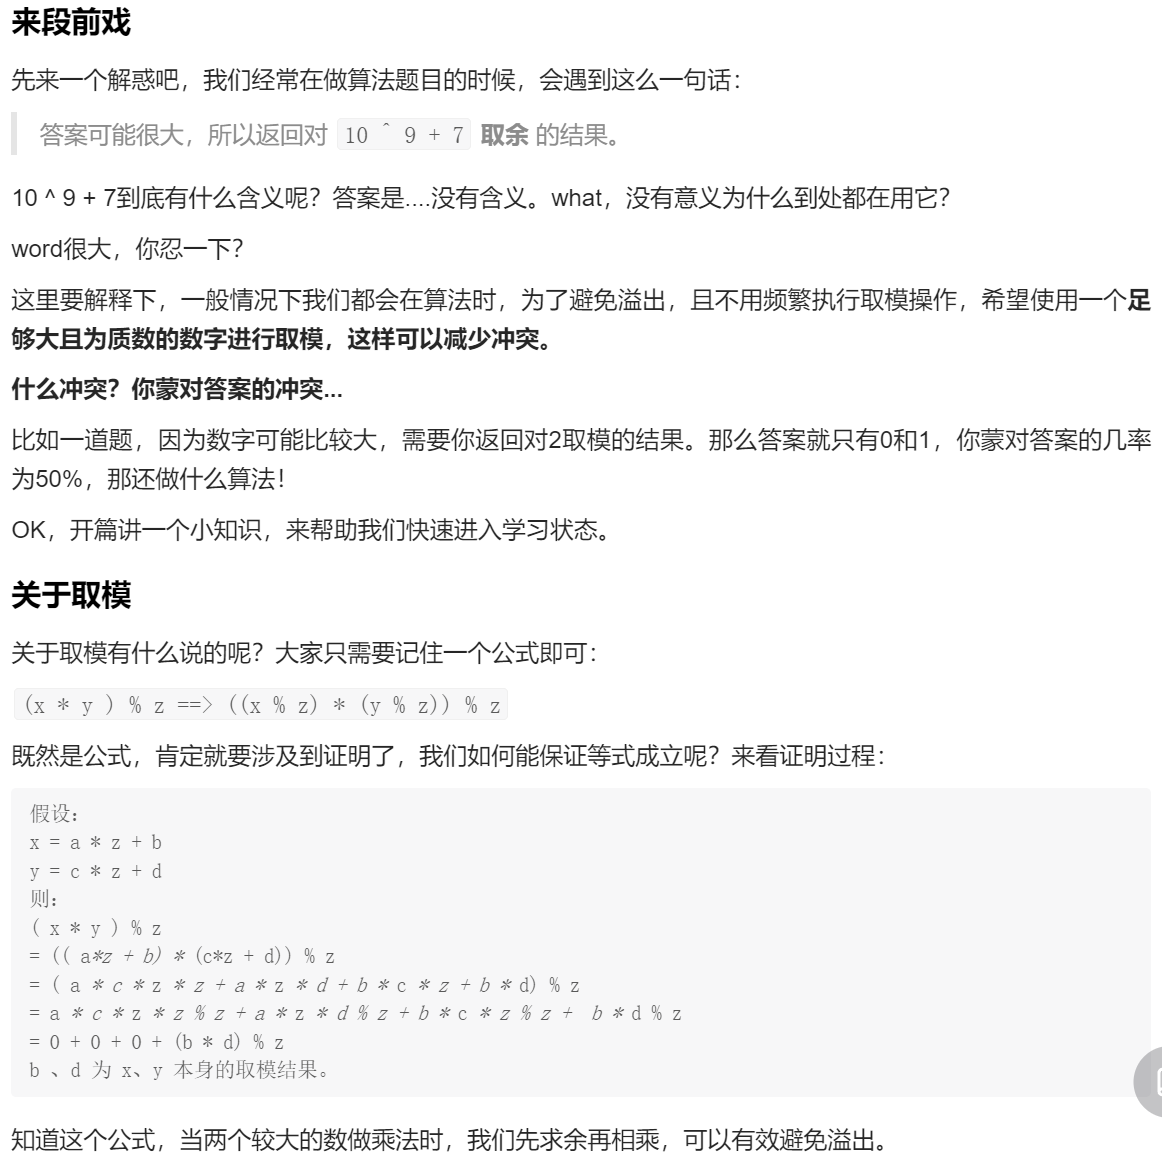 来段前戏
先来一个解惑吧，我们经常在做算法题目的时候，会遇到这么一句话：
答案可能很大，所以返回对 10 ^ 9 + 7 取余 的结果。
10 ^ 9 + 7到底有什么含义呢？答案是....没有含义。what，没有意义为什么到处都在用它？
word很大，你忍一下？
这里要解释下，一般情况下我们都会在算法时，为了避免溢出，且不用频繁执行取模操作，希望使用一个足
够大且为质数的数字进行取模，这样可以减少冲突。
什么冲突？你蒙对答案的冲突...
比如一道题，因为数字可能比较大，需要你返回对2取模的结果。那么答案就只有0和1，你蒙对答案的几率
为50%，那还做什么算法！
OK，开篇讲一个小知识，来帮助我们快速进入学习状态。
关于取模
关于取模有什么说的呢？大家只需要记住一个公式即可：
(x * y ) % z ==> ((x % z) * (y % z)) % z
既然是公式，肯定就要涉及到证明了，我们如何能保证等式成立呢？来看证明过程：
假设：
x = a * z + b
y = c * z + d
则：
( x * y ) % z
= (( a*z + b) * (c*z + d)) % z
= ( a * c * z * z + a * z * d + b * c * z + b * d) % z
= a * c * z * z % z + a * z * d % z + b * c * z % z + b * d % z
= 0 + 0 + 0 + (b * d) % z
b 、d 为 x、y 本身的取模结果。
知道这个公式，当两个较大的数做乘法时，我们先求余再相乘，可以有效避免溢出。